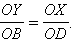 OY/OB = OX/OD.